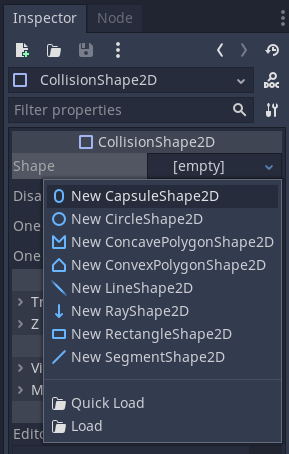 Inspector Node
CollisionShape2D
DOC
Filter properties
CollisionShape2D
Shape [empty]
Disa
New CapsuleShape2D
New CircleShape2D
One
New ConcavePolygonShape2D
One
New ConvexPolygonShape2D
New LineShape2D
Tr
New RayShape2D
Z
New RectangleShape2D
New SegmentShape2D
Vi
M
Quick Load
Load
Edito